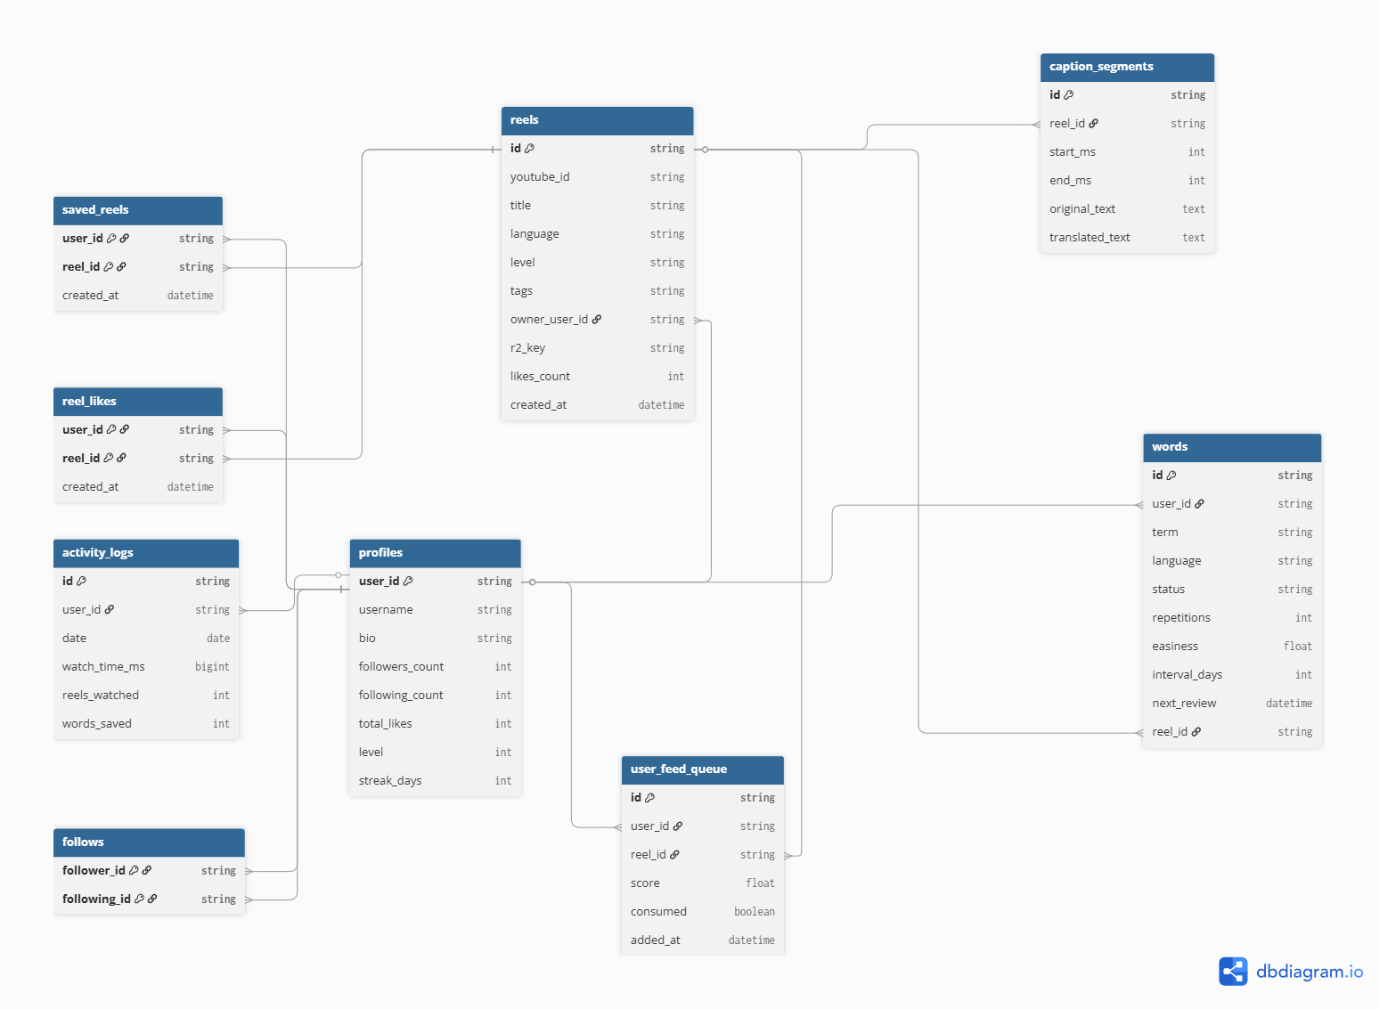 caption_segments
id string
reel_id string
start_ms int
end_ms int
original_text text
translated_text text
reels
id string
youtube_id string
title string
language string
level string
tags string
owner_user_id string
r2_key string
likes_count int
created_at datetime
saved_reels
user_id string
reel_id string
created_at datetime
reel_likes
user_id string
reel_id string
created_at datetime
words
id string
user_id string
term string
language string
status string
repetitions int
easiness float
interval_days int
next_review datetime
reel_id string
activity_logs
id string
user_id string
date date
watch_time_ms bigint
reels_watched int
words_saved int
profiles
user_id string
username string
bio string
followers_count int
following_count int
total_likes int
level int
streak_days int
user_feed_queue
id string
user_id string
reel_id string
score float
consumed boolean
added_at datetime
follows
follower_id string
following_id string
dbdiagram.io